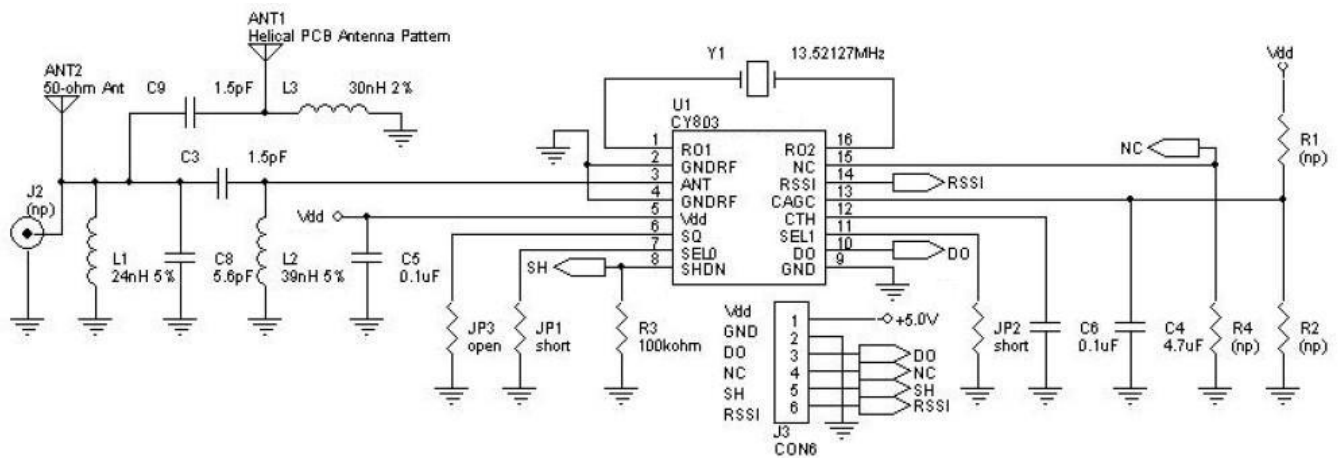 ANT1
Helical PCB Antenna Pattern
ANT2
50-ohm Ant
C9
1.5pF
L3
30nH 2%
Y1
13.52127MHz
Vdd
U1
CY803
C3
1.5pF
1
RO1
RO2
16
2
GNDRF
NC
15
3
ANT
RSSI
14
4
GNDRF
CAGC
13
5
Vdd
CTH
12
6
SQ
SEL1
11
7
SEL0
DO
10
8
SHDN
GND
9
NC
RSSI
R1
(np)
J2
(np)
Vdd
SH
DO
L1
24nH 5%
C8
5.6pF
L2
39nH 5%
C5
0.1uF
JP3
open
JP1
short
R3
100kohm
JP2
short
C6
0.1uF
C4
4.7uF
R4
(np)
R2
(np)
Vdd
1
+5.0V
GND
2
DO
3
DO
NC
4
NC
SH
5
SH
RSSI
6
RSSI
J3
CON6